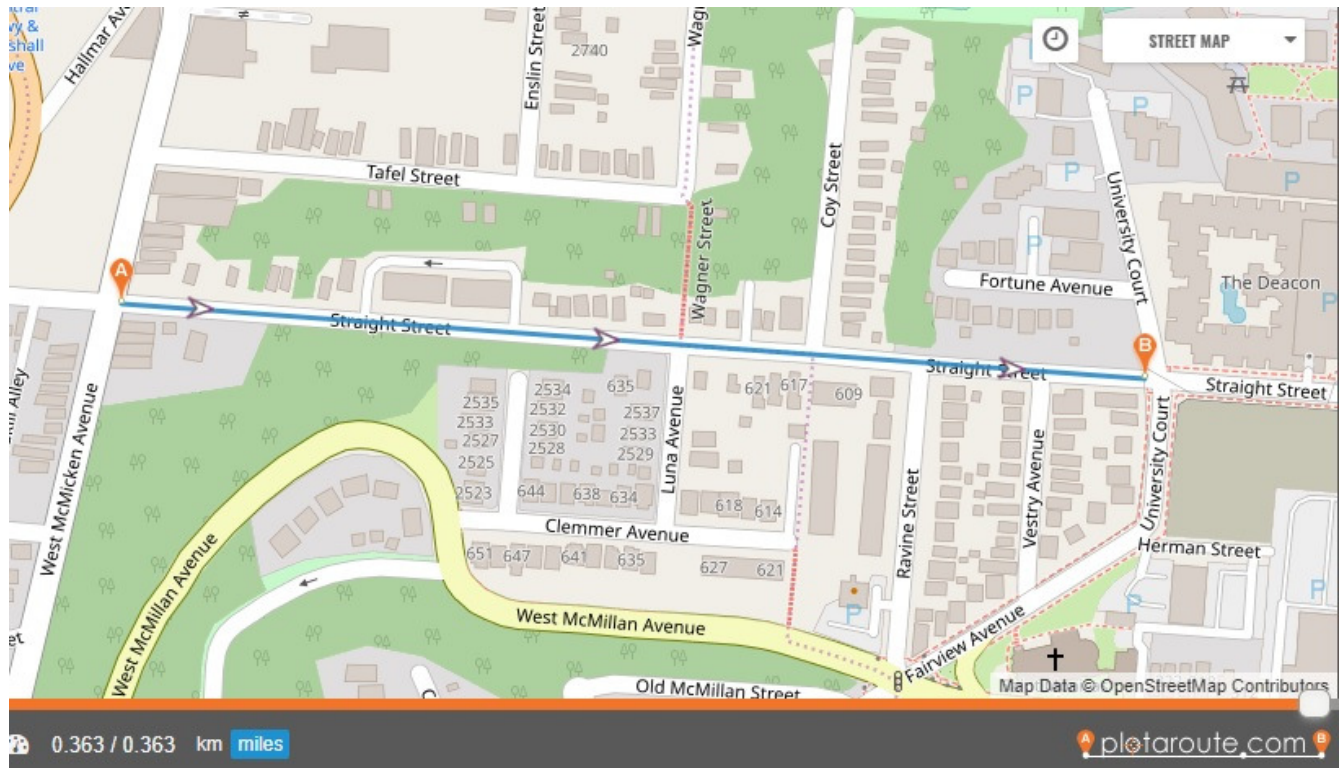 Hallmar Av
Enslin Street
2740
Wag
STREET MAP
Tafel Street
Wagner Street
Coy Street
P
P
P
P
P
P
University Court
Fortune Avenue
The Deacon
A
B
Straight Street
Straight Street
Straight Street
West McMicken Avenue
2535
2533
2527
2525
2523
2534
2532
2530
2528
635
2537
2533
2529
621
617
609
644
638
634
618
614
Luna Avenue
Clemmer Avenue
651
647
641
635
627
621
Ravine Street
Vestry Avenue
University Court
Herman Street
P
P
P
West McMillan Avenue
West McMillan Avenue
Fairview Avenue
Old McMillan Street
Map Data © OpenStreetMap Contributors
0.363 / 0.363 km miles
A plotaroute.com B